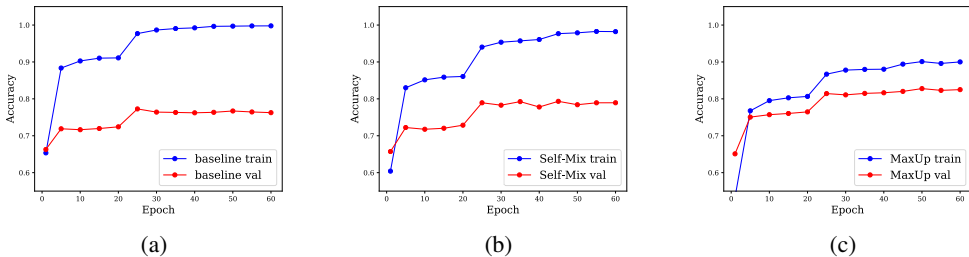 1.0
0.9
0.8
0.7
0.6
Accuracy
0 10 20 30 40 50 60
Epoch
baseline train
baseline val
(a)
1.0
0.9
0.8
0.7
0.6
Accuracy
0 10 20 30 40 50 60
Epoch
Self-Mix train
Self-Mix val
(b)
1.0
0.9
0.8
0.7
0.6
Accuracy
0 10 20 30 40 50 60
Epoch
MaxUp train
MaxUp val
(c)